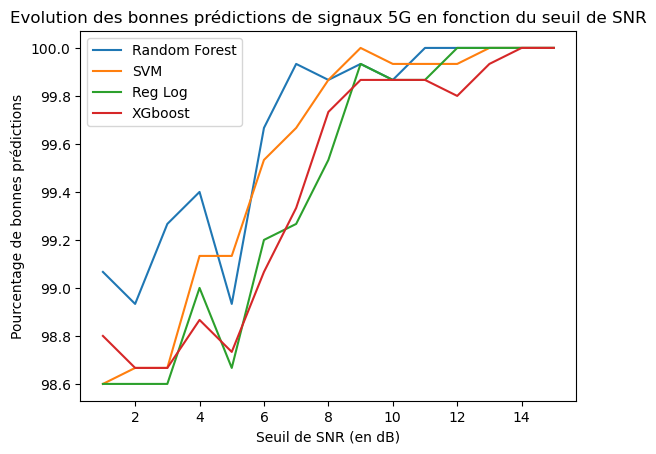 Evolution des bonnes prédictions de signaux 5G en fonction du seuil de SNR
Random Forest
SVM
Reg Log
XGboost
Pourcentage de bonnes prédictions
100.0
99.8
99.6
99.4
99.2
99.0
98.8
98.6
2 4 6 8 10 12 14
Seuil de SNR (en dB)